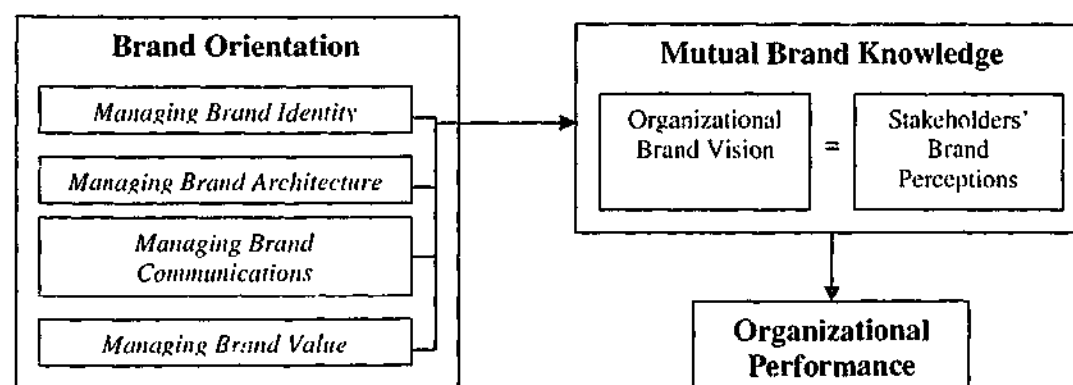 Brand Orientation
Managing Brand Identity
Managing Brand Architecture
Managing Brand
Communications
Managing Brand Value
Mutual Brand Knowledge
Organizational
Brand Vision
=
Stakeholders'
Brand
Perceptions
Organizational
Performance